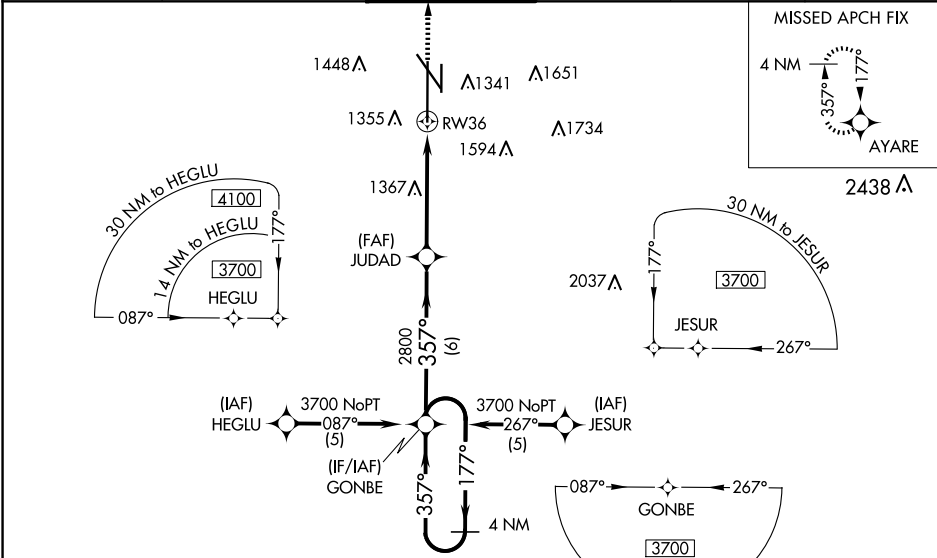 MISSED APCH FIX
4 NM
177°
357°
AYARE
2438
1448
1341
1651
1355
RW36
1734
1594
1367
30 NM to HEGLU
4100
177°
14 NM to HEGLU
3700
HEGLU
087°
(FAF)
JUDAD
30 NM to JESUR
177°
2037
3700
JESUR
267°
2800
357°
(6)
(IAF)
HEGLU
3700 NoPT
087°
(5)
3700 NoPT
267°
(5)
(IAF)
JESUR
(IF/IAF)
GONBE
357°
177°
4 NM
087°
267°
GONBE
3700